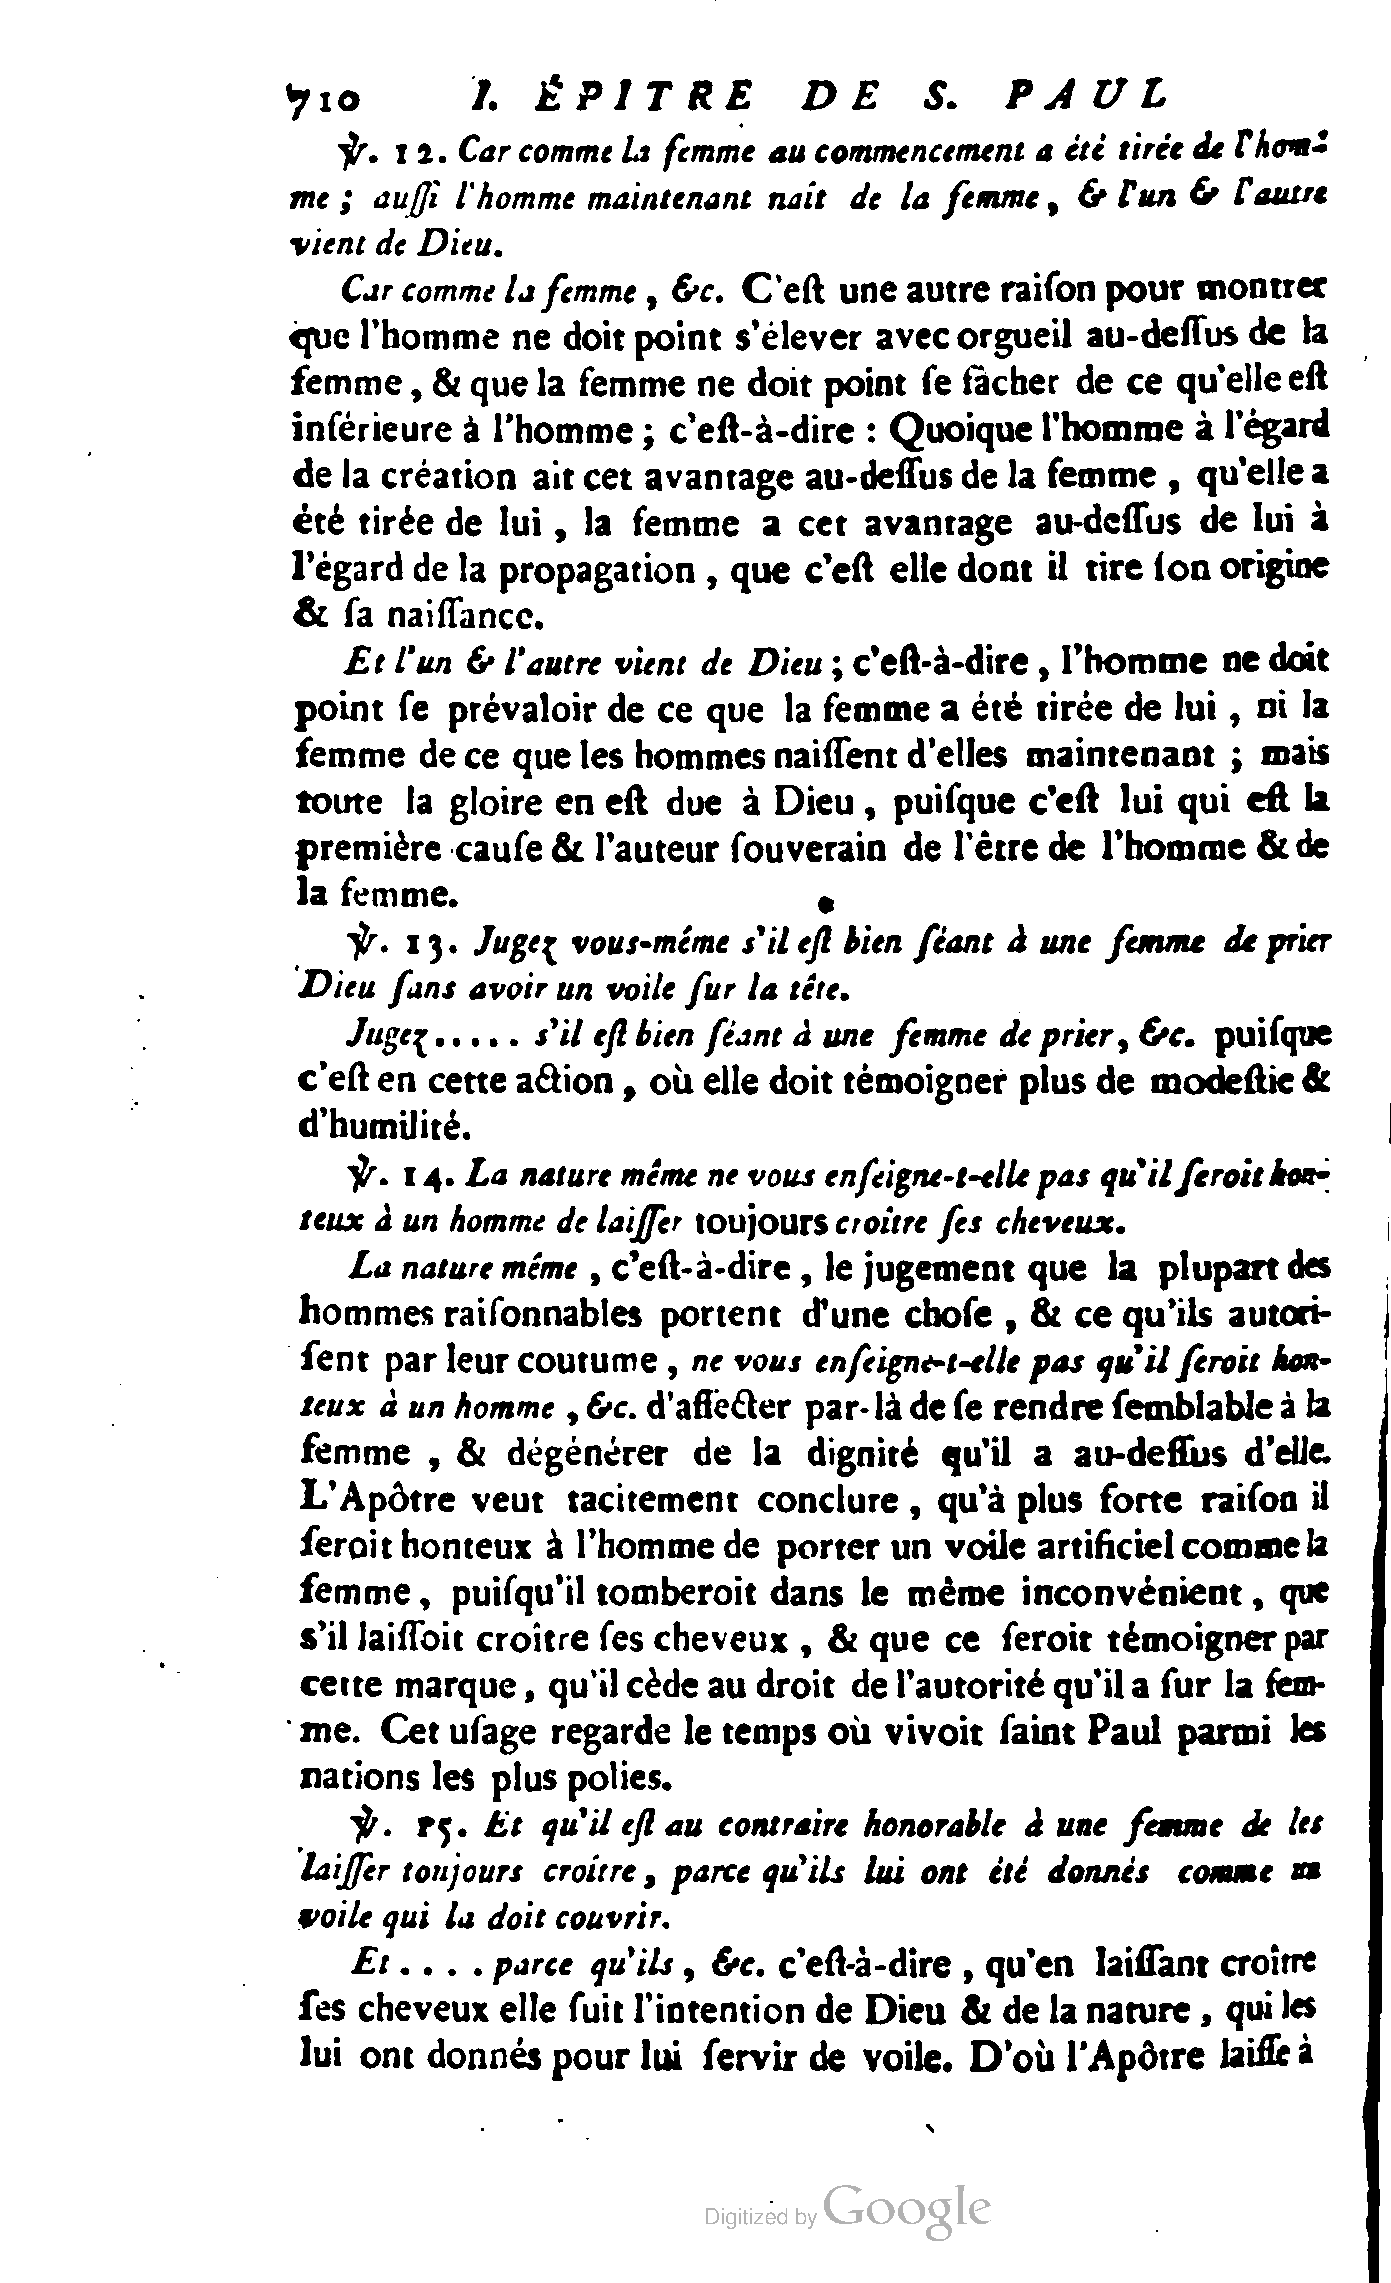 710 I. ÉPITRE DE S. PAUL
℣. 12. Car comme la femme au commencement a été tirée de l'hom-
me ; auſſi l'homme maintenant naît de la femme, & l'un & l'autre
vient de Dieu.
Car comme la femme, &c. C'eſt une autre raiſon pour montrer
que l'homme ne doit point s'élever avec orgueil au-deſſus de la
femme, & que la femme ne doit point ſe fâcher de ce qu'elle eſt
inférieure à l'homme ; c'eſt-à-dire : Quoique l'homme à l'égard
de la création ait cet avantage au-deſſus de la femme, qu'elle a
été tirée de lui, la femme a cet avantage au-deſſus de lui à
l'égard de la propagation, que c'eſt elle dont il tire ſon origine
& ſa naiſſance.
Et l'un & l'autre vient de Dieu ; c'eſt-à-dire, l'homme ne doit
point ſe prévaloir de ce que la femme a été tirée de lui, ni la
femme de ce que les hommes naiſſent d'elles maintenant ; mais
toute la gloire en eſt due à Dieu, puiſque c'eſt lui qui eſt la
première cauſe & l'auteur ſouverain de l'être de l'homme & de
la femme.
℣. 13. Jugez vous-même s'il eſt bien ſéant à une femme de prier
Dieu ſans avoir un voile ſur la tête.
Jugez..... s'il eſt bien ſéant à une femme de prier, &c. puiſque
c'eſt en cette action, où elle doit témoigner plus de modeſtie &
d'humilité.
℣. 14. La nature même ne vous enſeigne-t-elle pas qu'il ſeroit hon-
teux à un homme de laiſſer toujours croître ſes cheveux.
La nature même, c'eſt-à-dire, le jugement que la plupart des
hommes raiſonnables portent d'une choſe, & ce qu'ils autori-
ſent par leur coutume, ne vous enſeigne-t-elle pas qu'il ſeroit hon-
teux à un homme, &c. d'affecter par-là de ſe rendre ſemblable à la
femme, & dégénérer de la dignité qu'il a au-deſſus d'elle.
L'Apôtre veut tacitement conclure, qu'à plus forte raiſon il
ſeroit honteux à l'homme de porter un voile artificiel comme la
femme, puiſqu'il tomberoit dans le même inconvénient, que
s'il laiſſoit croître ſes cheveux, & que ce ſeroit témoigner par
cette marque, qu'il cède au droit de l'autorité qu'il a ſur la fem-
me. Cet uſage regarde le temps où vivoit ſaint Paul parmi les
nations les plus polies.
℣. 15. Et qu'il eſt au contraire honorable à une femme de les
laiſſer toujours croître, parce qu'ils lui ont été donnés comme un
voile qui la doit couvrir.
Et.... parce qu'ils, &c. c'eſt-à-dire, qu'en laiſſant croître
ſes cheveux elle ſuit l'intention de Dieu & de la nature, qui les
lui ont donnés pour lui ſervir de voile. D'où l'Apôtre laiſſe à
Digitized by Google